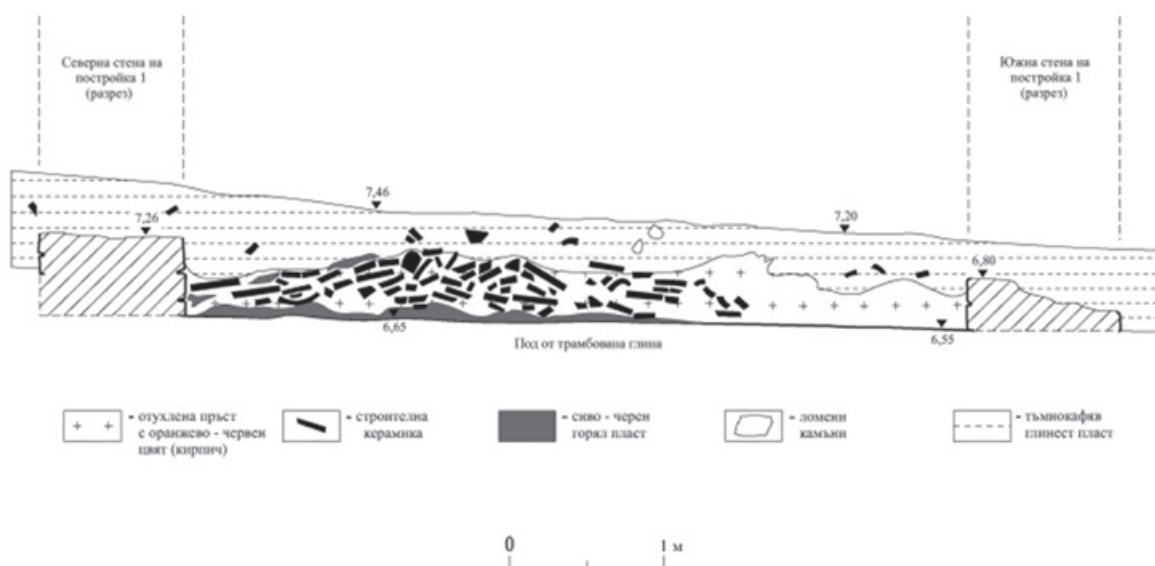 Северна стена на
постройка 1
(разрез)
Южна стена на
постройка 1
(разрез)
7,46
7,26
7,20
6,80
6,65
6,55
Под от трамбована глина
- отухлена пръст
с оранжево - червен
цвят (кирпич)
- строителна
керамика
- сиво - черен
горял пласт
- ломени
камъни
- тъмнокафяв
глинест пласт
0 1 м